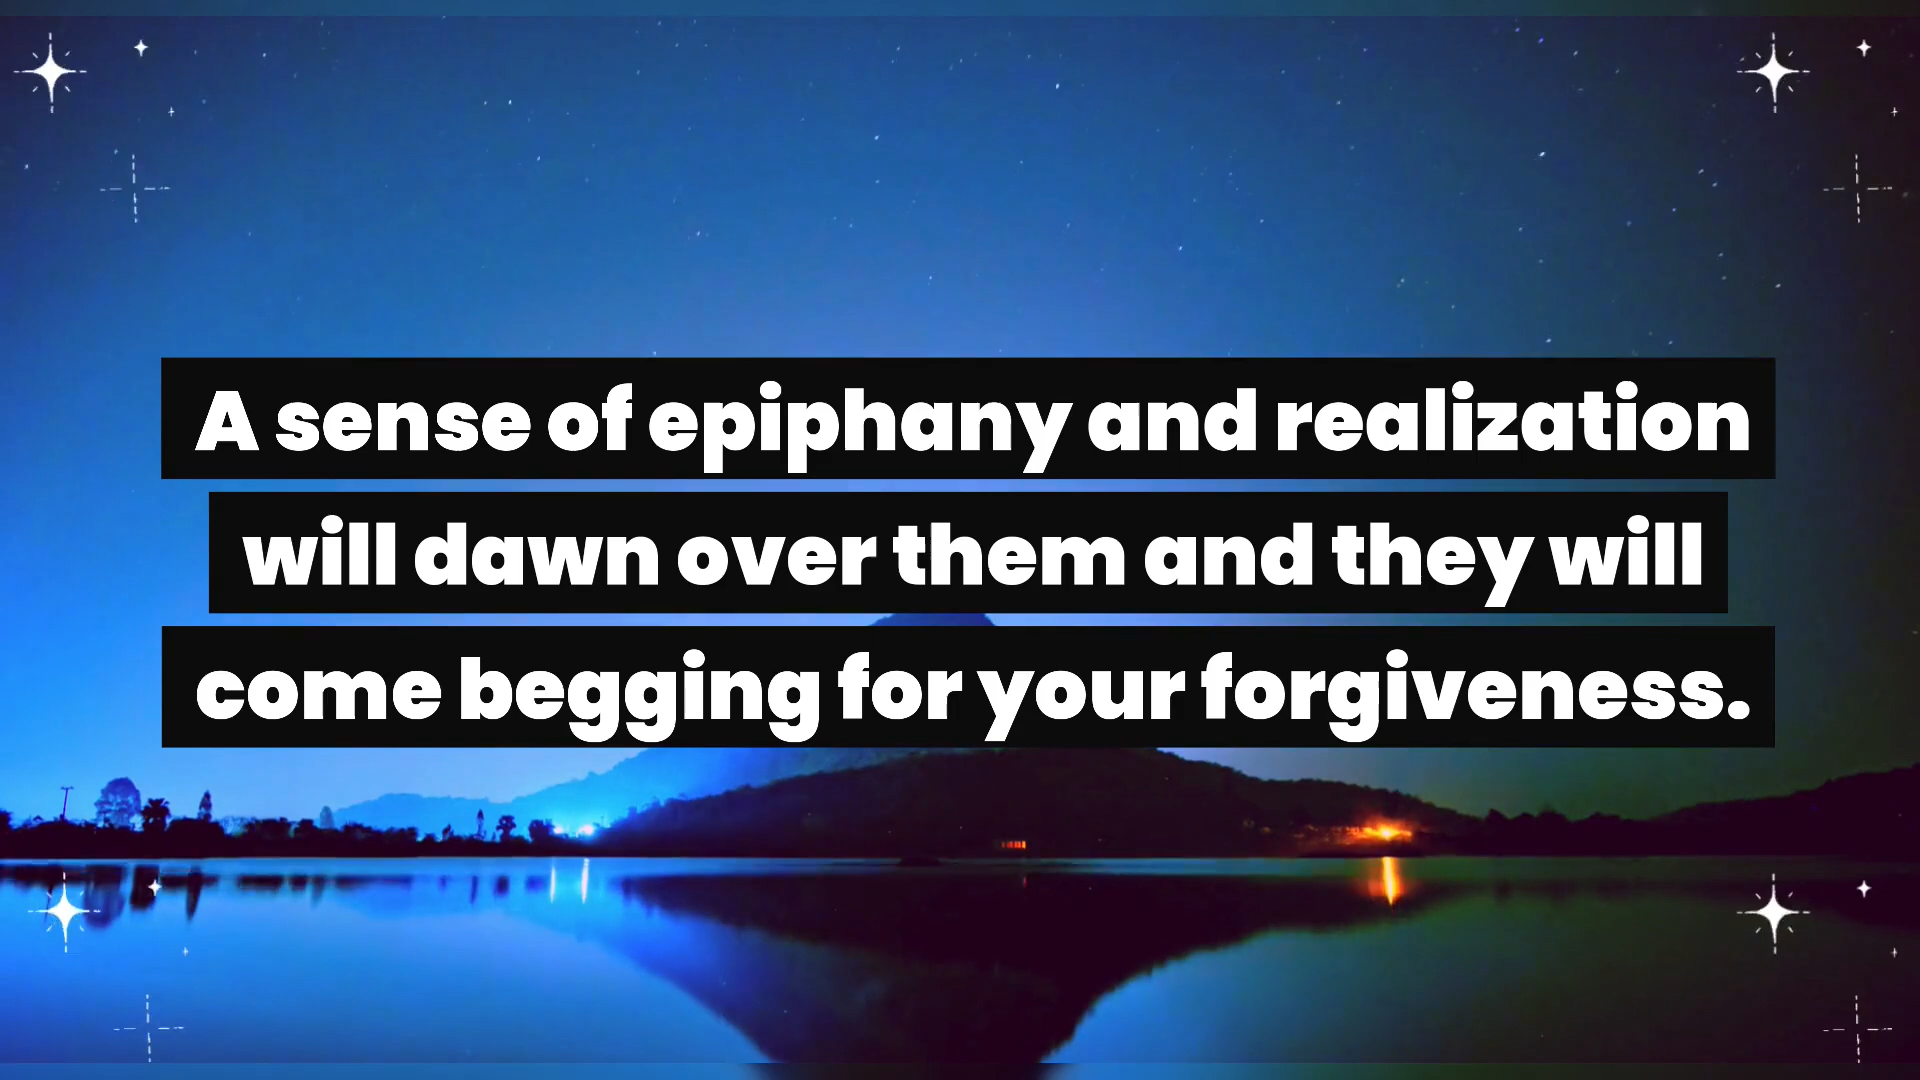 A sense of epiphany and realization
will dawn over them and they will
come begging for your forgiveness.